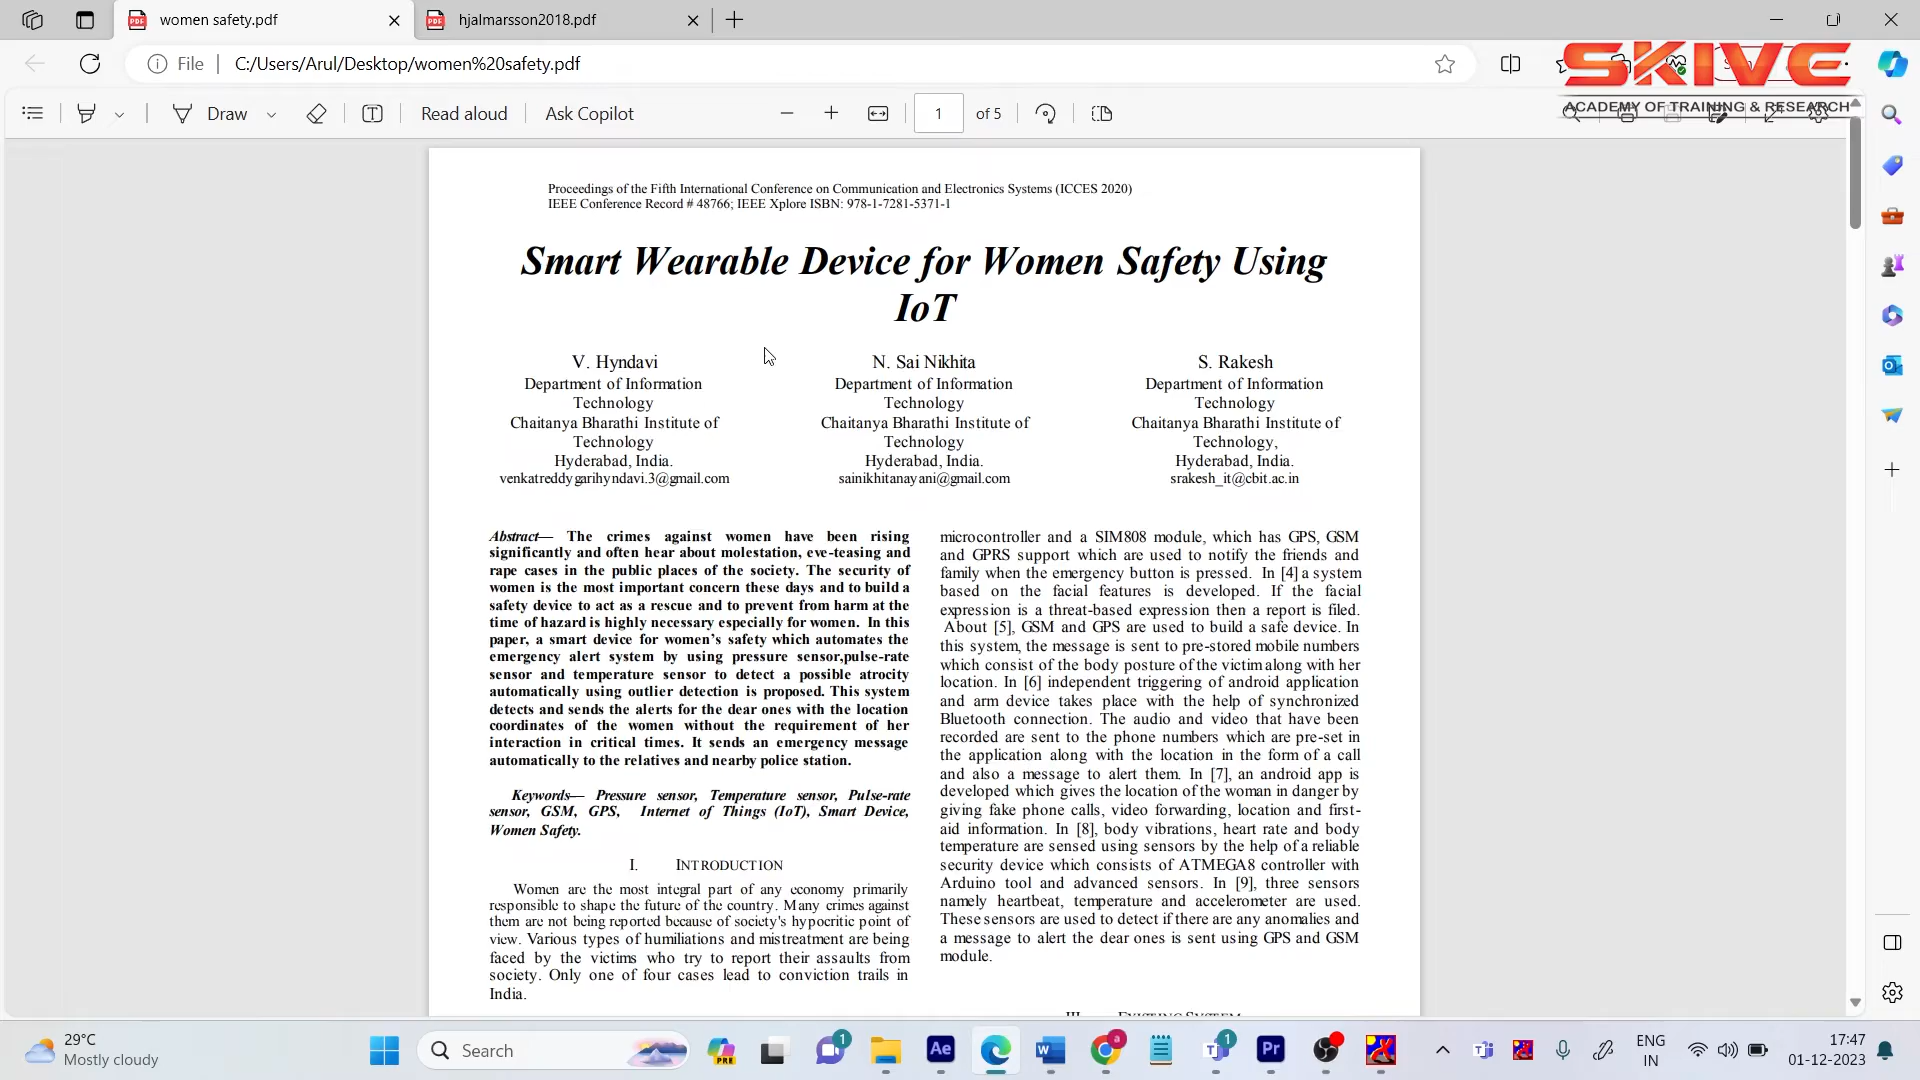 women safety.pdf
hjalmarsson2018.pdf
File
C:/Users/Arul/Desktop/women%20safety.pdf
SKIVE
ACADEMY OF TRAINING & RESEARCH
Draw
Read aloud
Ask Copilot
1
of 5
Proceedings of the Fifth International Conference on Communication and Electronics Systems (ICCES 2020)
IEEE Conference Record # 48766; IEEE Xplore ISBN: 978-1-7281-5371-1
Smart Wearable Device for Women Safety Using
IoT
V. Hyndavi
Department of Information
Technology
Chaitanya Bharathi Institute of
Technology
Hyderabad, India.
venkatreddygarihyndavi.3@gmail.com
N. Sai Nikhita
Department of Information
Technology
Chaitanya Bharathi Institute of
Technology
Hyderabad, India.
sainikhitanayani@gmail.com
S. Rakesh
Department of Information
Technology
Chaitanya Bharathi Institute of
Technology,
Hyderabad, India.
srakesh_it@cbit.ac.in
Abstract— The crimes against women have been rising
significantly and often hear about molestation, eve-teasing and
rape cases in the public places of the society. The security of
women is the most important concern these days and to build a
safety device to act as a rescue and to prevent from harm at the
time of hazard is highly necessary especially for women. In this
paper, a smart device for women's safety which automates the
emergency alert system by using pressure sensor,pulse-rate
sensor and temperature sensor to detect a possible atrocity
automatically using outlier detection is proposed. This system
detects and sends the alerts for the dear ones with the location
coordinates of the women without the requirement of her
interaction in critical times. It sends an emergency message
automatically to the relatives and nearby police station.
Keywords— Pressure sensor, Temperature sensor, Pulse-rate
sensor, GSM, GPS, Internet of Things (IoT), Smart Device,
Women Safety.
I. INTRODUCTION
Women are the most integral part of any economy primarily
responsible to shape the future of the country. Many crimes against
them are not being reported because of society's hypocritic point of
view. Various types of humiliations and mistreatment are being
faced by the victims who try to report their assaults from
society. Only one of four cases lead to conviction trails in
India.
microcontroller and a SIM808 module, which has GPS, GSM
and GPRS support which are used to notify the friends and
family when the emergency button is pressed. In [4] a system
based on the facial features is developed. If the facial
expression is a threat-based expression then a report is filed.
About [5], GSM and GPS are used to build a safe device. In
this system, the message is sent to pre-stored mobile numbers
which consist of the body posture of the victim along with her
location. In [6] independent triggering of android application
and arm device takes place with the help of synchronized
Bluetooth connection. The audio and video that have been
recorded are sent to the phone numbers which are pre-set in
the application along with the location in the form of a call
and also a message to alert them. In [7], an android app is
developed which gives the location of the woman in danger by
giving fake phone calls, video forwarding, location and first-
aid information. In [8], body vibrations, heart rate and body
temperature are sensed using sensors by the help of a reliable
security device which consists of ATMEGA8 controller with
Arduino tool and advanced sensors. In [9], three sensors
namely heartbeat, temperature and accelerometer are used.
These sensors are used to detect if there are any anomalies and
a message to alert the dear ones is sent using GPS and GSM
module.
III. EXISTING SYSTEM
29°C
Mostly cloudy
Search
PRE
1
Ae
W
a
1
Pr
ENG
IN
17:47
01-12-2023